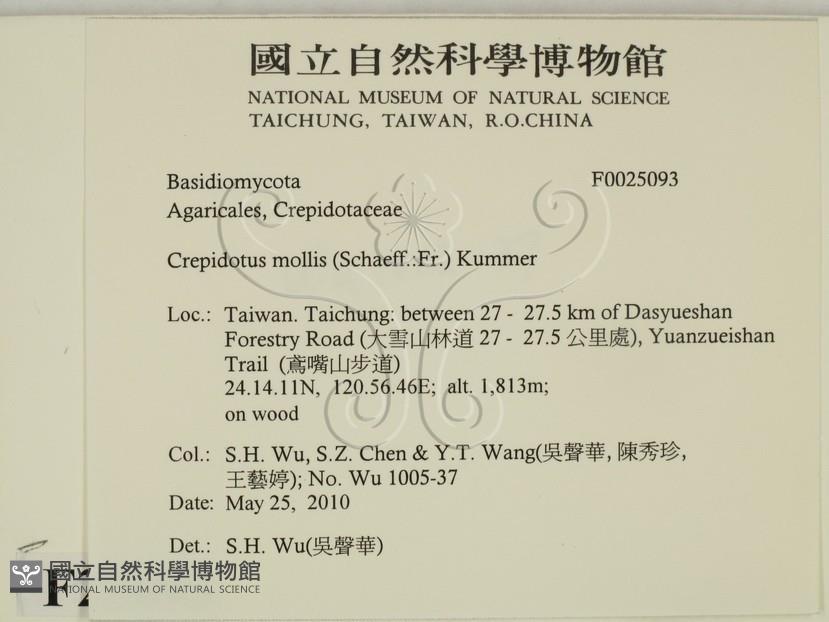 國立自然科學博物館
NATIONAL MUSEUM OF NATURAL SCIENCE
TAICHUNG, TAIWAN, R.O.CHINA
Basidiomycota F0025093
Agaricales, Crepidotaceae
Crepidotus mollis (Schaeff.:Fr.) Kummer
Loc.: Taiwan. Taichung: between 27 - 27.5 km of Dasyueshan
Forestry Road (大雪山林道 27 - 27.5 公里處), Yuanzueishan
Trail (鳶嘴山步道)
24.14.11N, 120.56.46E; alt. 1,813m;
on wood
Col.: S.H. Wu, S.Z. Chen & Y.T. Wang(吳聲華, 陳秀珍,
王藝婷); No. Wu 1005-37
Date: May 25, 2010
Det.: S.H. Wu(吳聲華)
國立自然科學博物館
NATIONAL MUSEUM OF NATURAL SCIENCE